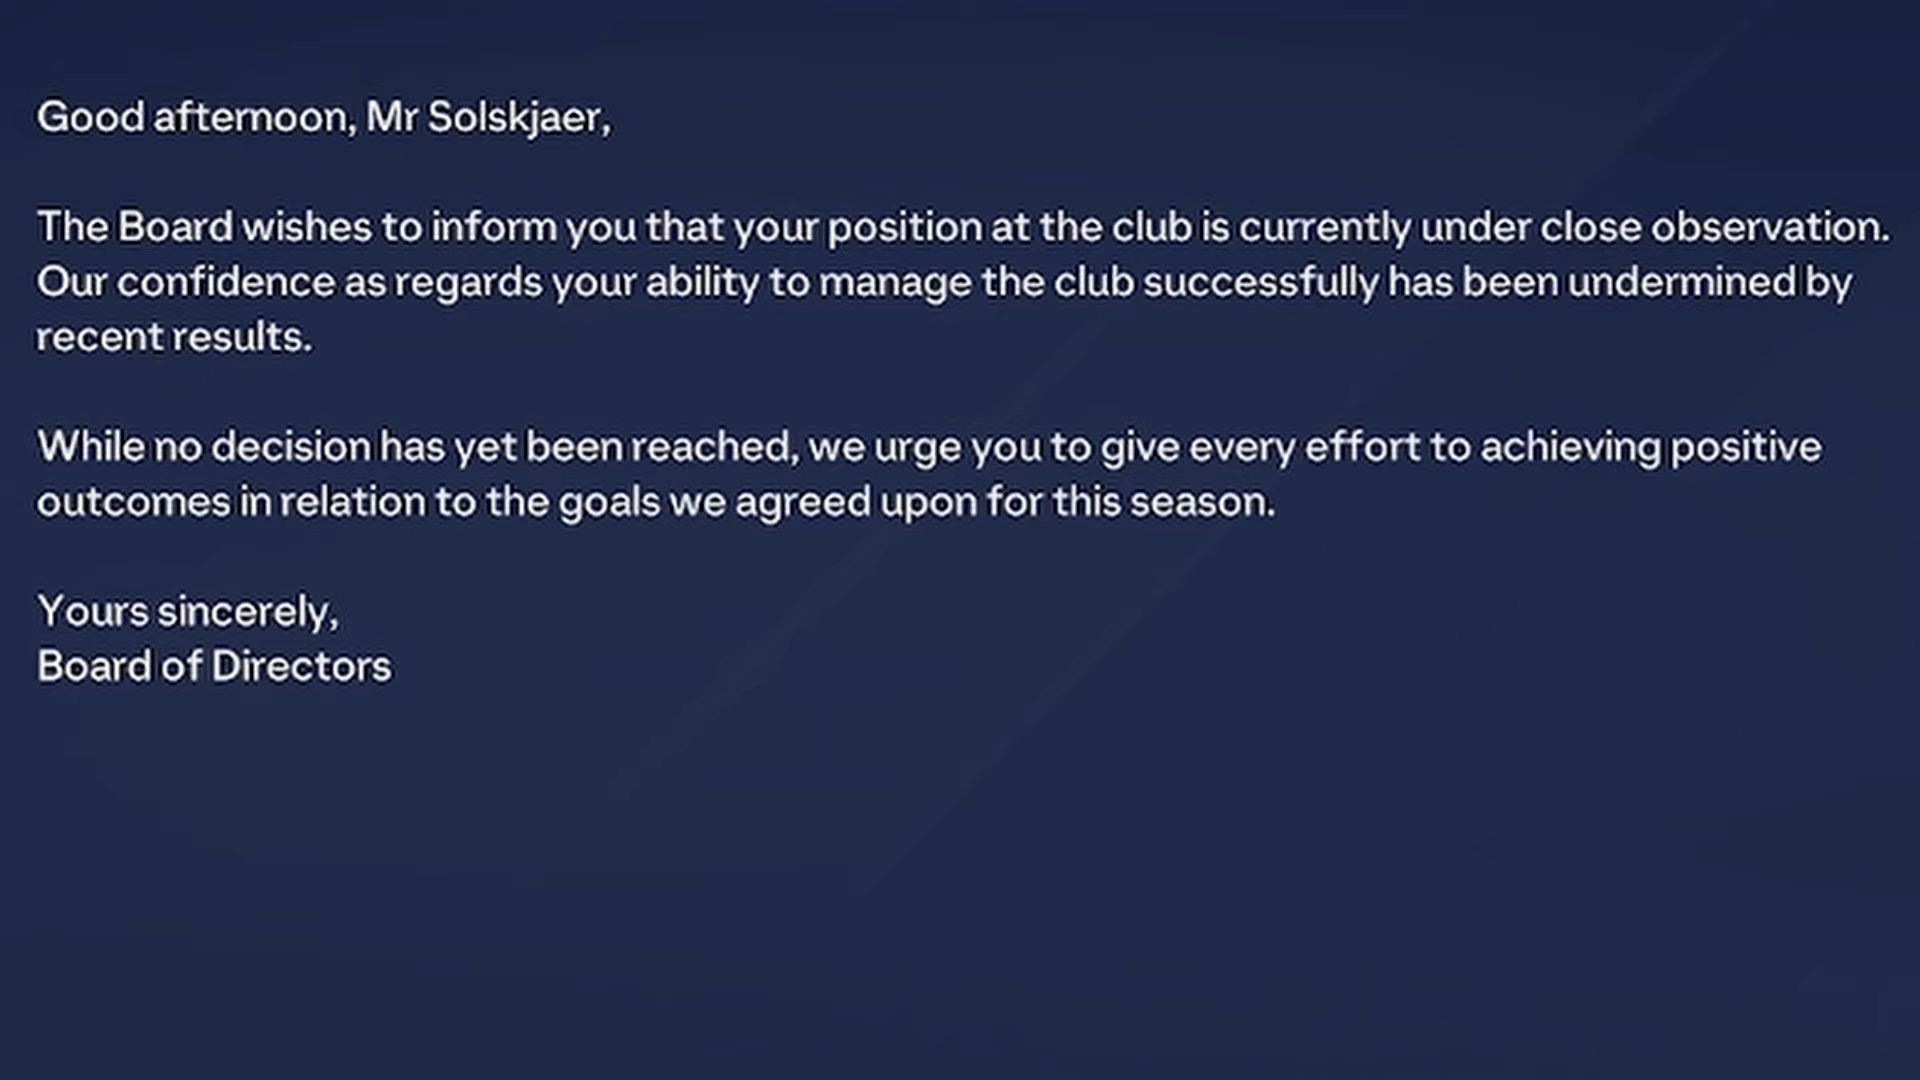 Good afternoon, Mr Solskjaer,
The Board wishes to inform you that your position at the club is currently under close observation.
Our confidence as regards your ability to manage the club successfully has been undermined by
recent results.
While no decision has yet been reached, we urge you to give every effort to achieving positive
outcomes in relation to the goals we agreed upon for this season.
Yours sincerely,
Board of Directors